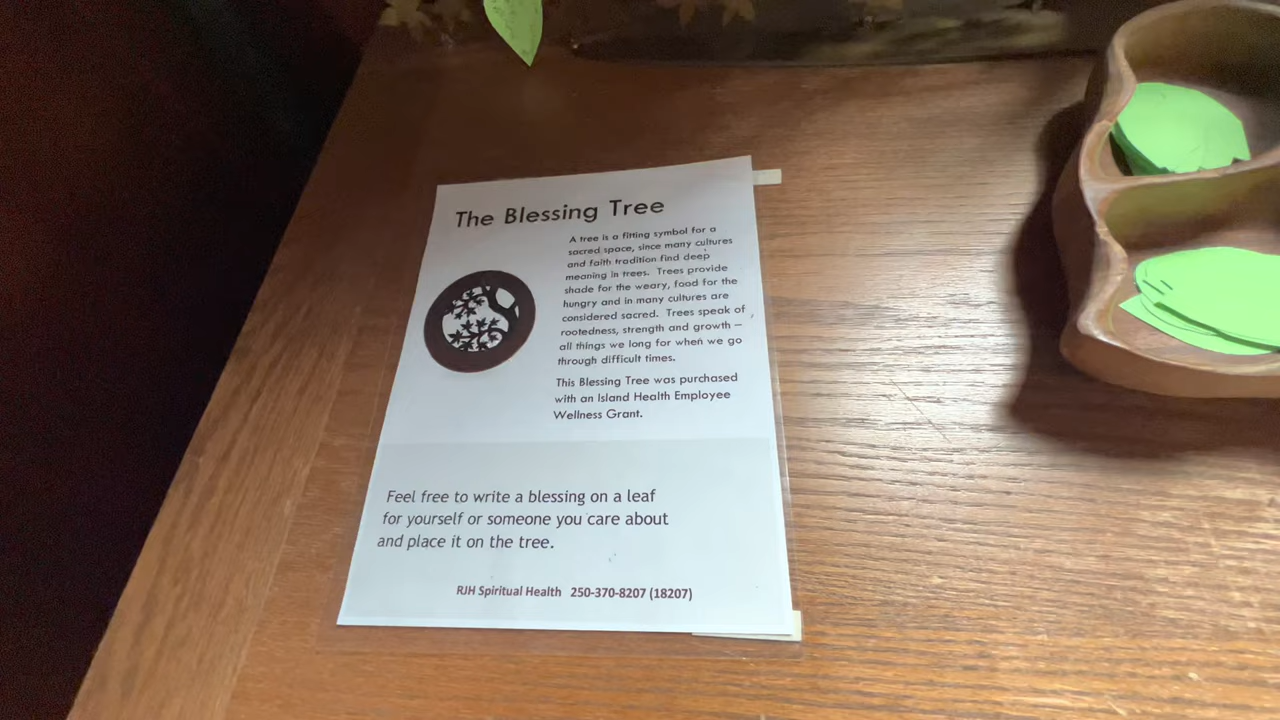 The Blessing Tree
A tree is a fitting symbol for a
sacred space, since many cultures
and faith tradition find deep
meaning in trees. Trees provide
shade for the weary, food for the
hungry and in many cultures are
considered sacred. Trees speak of
rootedness, strength and growth –
all things we long for when we go
through difficult times.
This Blessing Tree was purchased
with an Island Health Employee
Wellness Grant.
Feel free to write a blessing on a leaf
for yourself or someone you care about
and place it on the tree.
RJH Spiritual Health 250-370-8207 (18207)